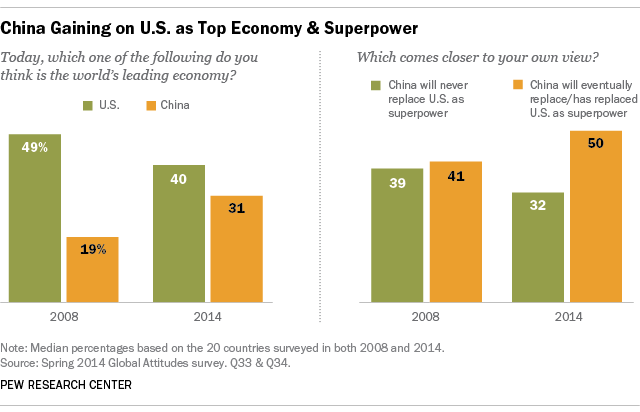 China Gaining on U.S. as Top Economy & Superpower
Today, which one of the following do you
think is the world's leading economy?
U.S.
China
49%
19%
40
31
2008
2014
Which comes closer to your own view?
China will never
replace U.S. as
superpower
China will eventually
replace/has replaced
U.S. as superpower
39
41
32
50
2008
2014
Note: Median percentages based on the 20 countries surveyed in both 2008 and 2014.
Source: Spring 2014 Global Attitudes survey. Q33 & Q34.
PEW RESEARCH CENTER